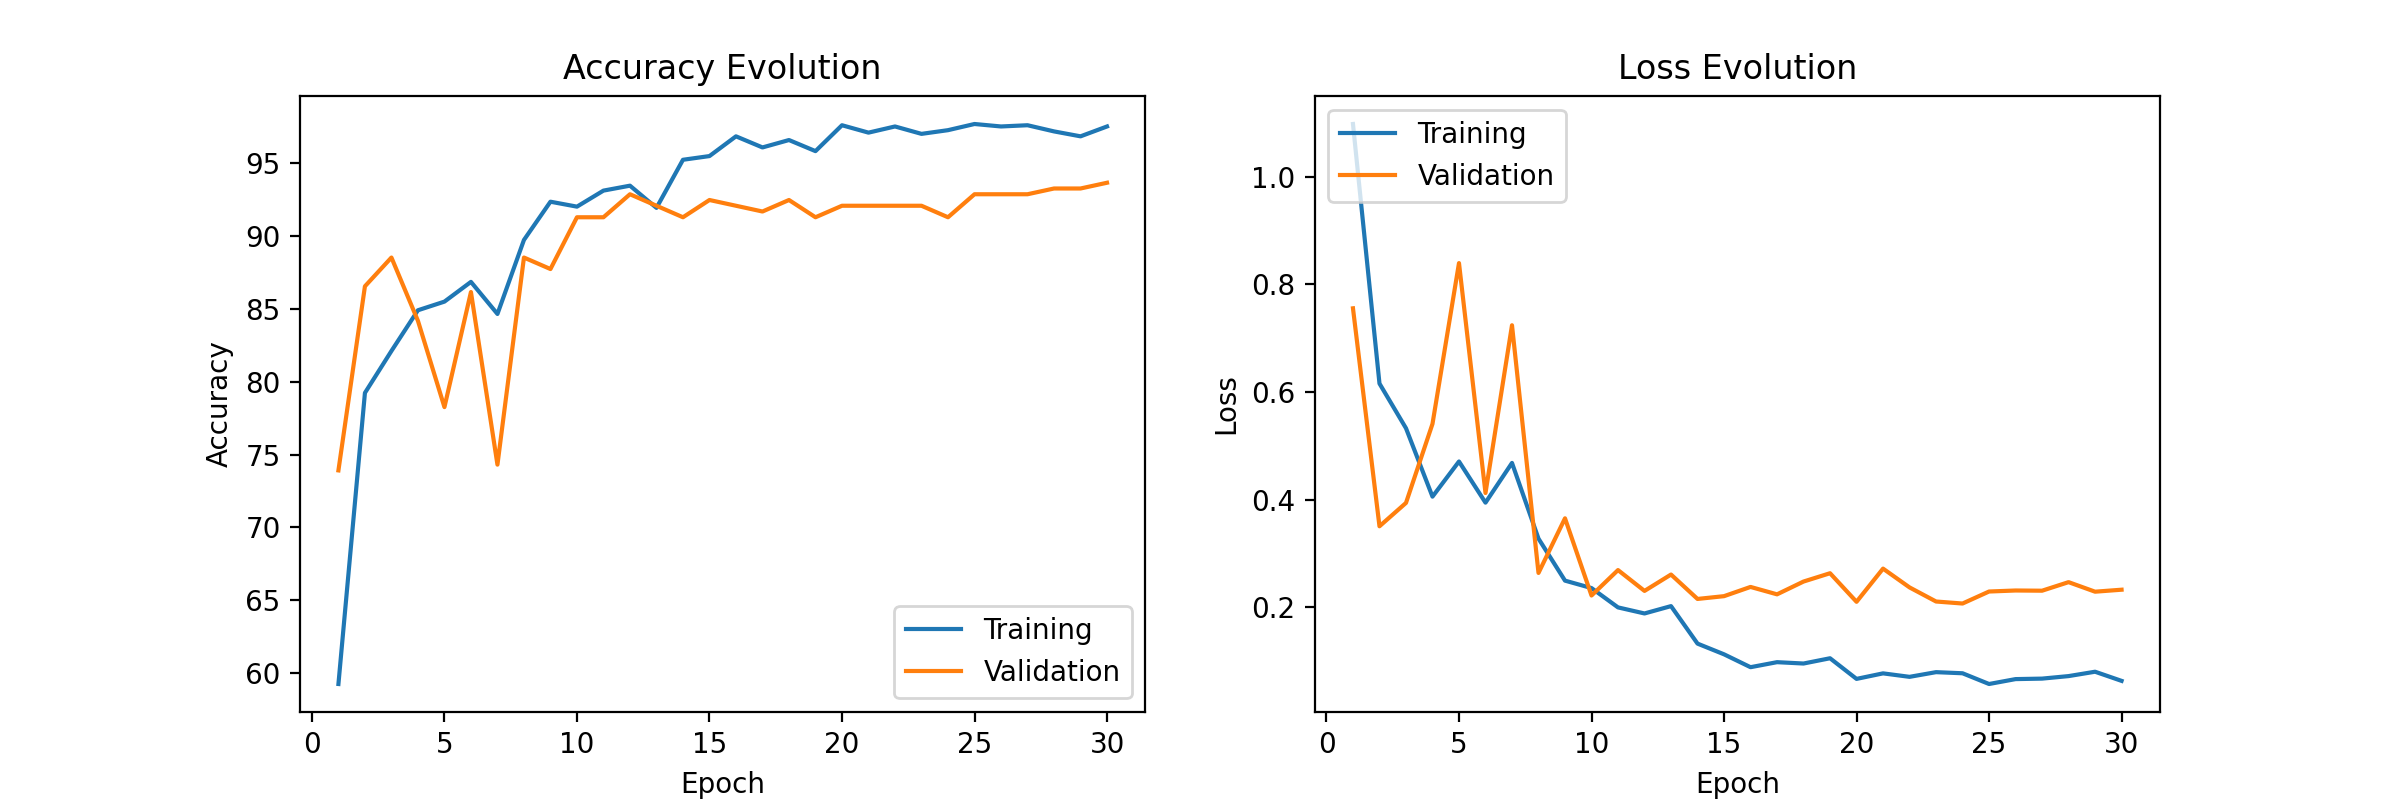 Accuracy Evolution
Accuracy
95
90
85
80
75
70
65
60
0 5 10 15 20 25 30
Epoch
Training
Validation
Loss Evolution
Loss
1.0
0.8
0.6
0.4
0.2
0 5 10 15 20 25 30
Epoch
Training
Validation